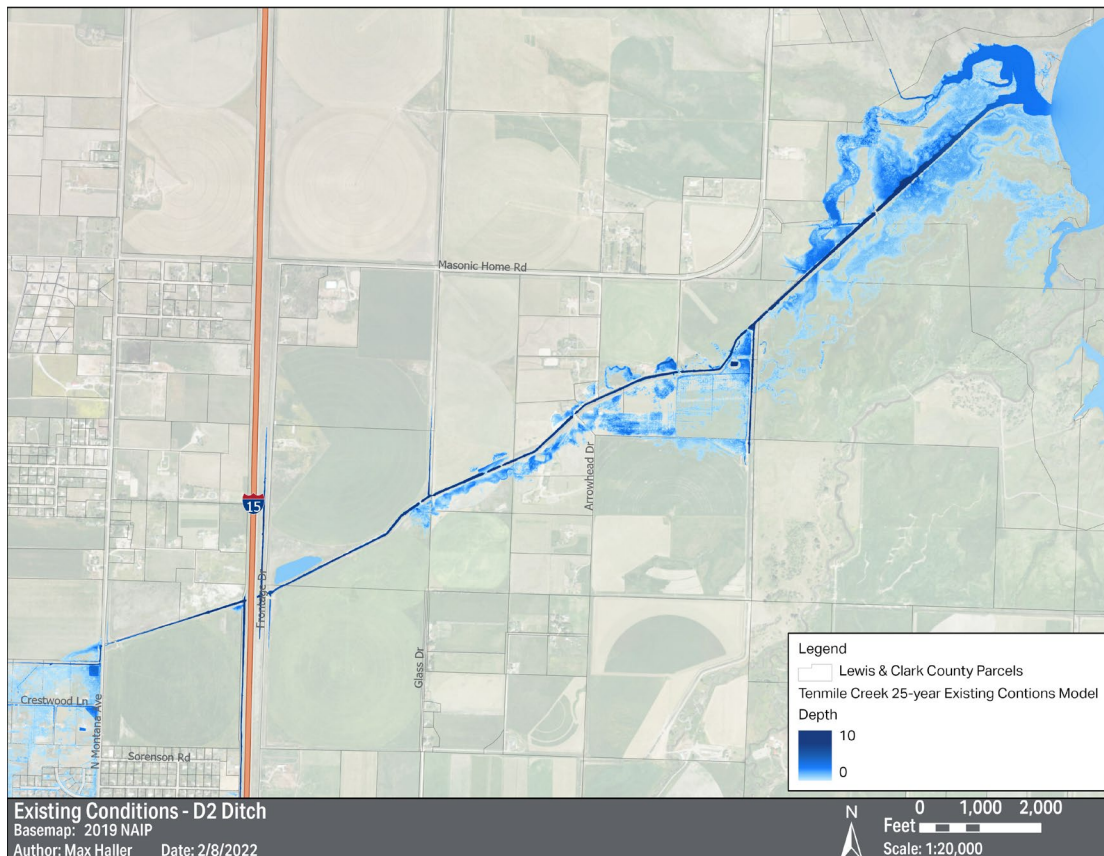 Masonic Home Rd
Arrowhead Dr
15
Frontage Dr
Glass Dr
Crestwood Ln
N Montana Ave
Sorenson Rd
Legend
Lewis & Clark County Parcels
Tenmile Creek 25-year Existing Contions Model
Depth
10
0
Existing Conditions - D2 Ditch
Basemap: 2019 NAIP
Author: Max Haller Date: 2/8/2022
N
0 1,000 2,000
Feet
Scale: 1:20,000